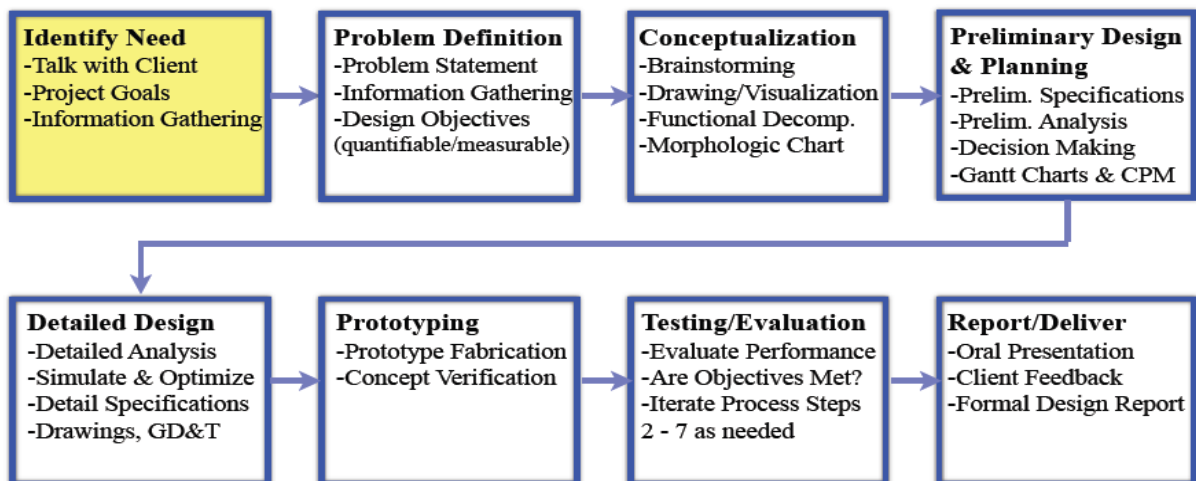 Identify Need
-Talk with Client
-Project Goals
-Information Gathering
Problem Definition
-Problem Statement
-Information Gathering
-Design Objectives
(quantifiable/measurable)
Conceptualization
-Brainstorming
-Drawing/Visualization
-Functional Decomp.
-Morphologic Chart
Preliminary Design
& Planning
-Prelim. Specifications
-Prelim. Analysis
-Decision Making
-Gantt Charts & CPM
Detailed Design
-Detailed Analysis
-Simulate & Optimize
-Detail Specifications
-Drawings, GD&T
Prototyping
-Prototype Fabrication
-Concept Verification
Testing/Evaluation
-Evaluate Performance
-Are Objectives Met?
-Iterate Process Steps
2 - 7 as needed
Report/Deliver
-Oral Presentation
-Client Feedback
-Formal Design Report